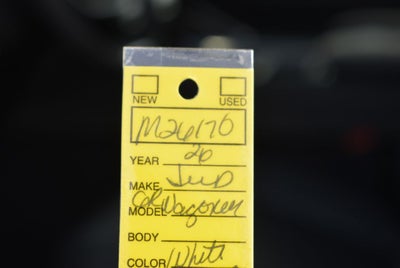 NEW USED
M26170
YEAR 20
MAKE Jeep
MODEL GR Wagoneer
BODY
COLOR White